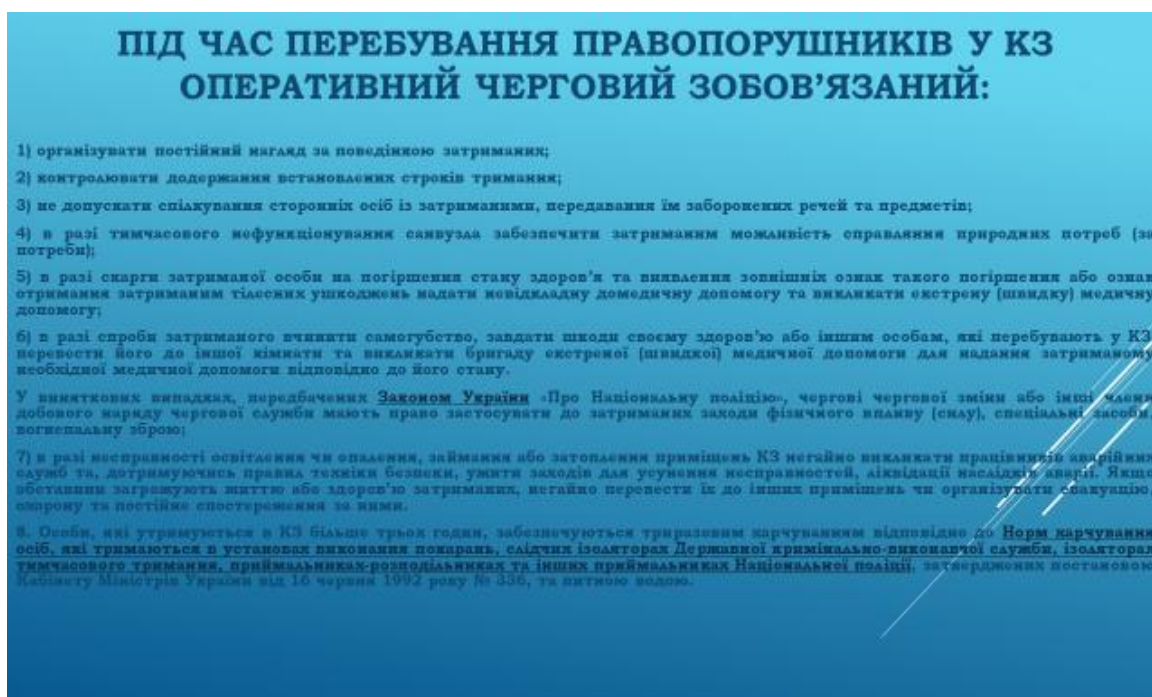 ПІД ЧАС ПЕРЕБУВАННЯ ПРАВОПОРУШНИКІВ У КЗ
ОПЕРАТИВНИЙ ЧЕРГОВИЙ ЗОБОВ’ЯЗАНИЙ:
1) організувати постійний нагляд за поведінкою затриманих;
2) контролювати додержання встановлених строків тримання;
3) не допускати спілкування сторонніх осіб із затриманими, передавання їм заборонених речей та предметів;
4) в разі тимчасового нефункціонування санвузла забезпечити затриманим можливість справляння природних потреб (за
потреби);
5) в разі скарги затриманої особи на погіршення стану здоров’я та виявлення зовнішніх ознак такого погіршення або ознак
отримання затриманим тілесних ушкоджень надати невідкладну домедичну допомогу та викликати екстрену (швидку) медичну
допомогу;
6) в разі спроби затриманого вчинити самогубство, завдати шкоди своєму здоров’ю або іншим особам, які перебувають у КЗ
перевести його до іншої кімнати та викликати бригаду екстреної (швидкої) медичної допомоги для надання затриманому
необхідної медичної допомоги відповідно до його стану.
У виняткових випадках, передбачених Законом України «Про Національну поліцію», чергові чергової зміни або інші члени
добового наряду чергової служби мають право застосувати до затриманих заходи фізичного впливу (силу), спеціальні засоби,
вогнепальну зброю;
7) в разі несправності освітлення чи опалення, займання або затоплення приміщень КЗ негайно викликати працівників аварійних
служб та, дотримуючись правил техніки безпеки, ужити заходів для усунення несправностей, ліквідації наслідків аварії. Якщо
обставини загрожують життю або здоров’ю затриманих, негайно перевести їх до інших приміщень чи організувати евакуацію,
охорону та постійне спостереження за ними.
8. Особи, які утримуються в КЗ більше трьох годин, забезпечуються триразовим харчуванням відповідно до Норм харчування
осіб, які тримаються в установах виконання покарань, слідчих ізоляторах Державної кримінально-виконавчої служби, ізоляторах
тимчасового тримання, приймальниках-розподільниках та інших приймальниках Національної поліції, затверджених постановою
Кабінету Міністрів України від 16 червня 1992 року № 336, та питною водою.